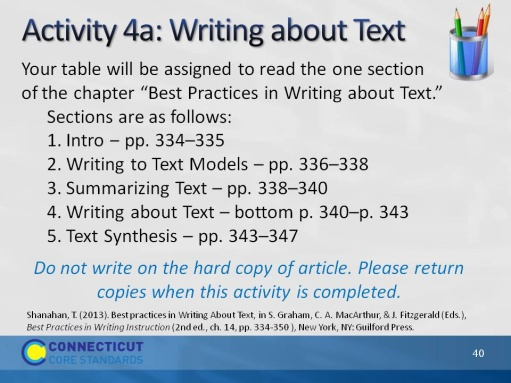 Activity 4a: Writing about Text
Your table will be assigned to read the one section
of the chapter “Best Practices in Writing about Text.”
Sections are as follows:
1. Intro – pp. 334–335
2. Writing to Text Models – pp. 336–338
3. Summarizing Text – pp. 338–340
4. Writing about Text – bottom p. 340–p. 343
5. Text Synthesis – pp. 343–347
Do not write on the hard copy of article. Please return
copies when this activity is completed.
Shanahan, T. (2013). Best practices in Writing About Text, in S. Graham, C. A. MacArthur, & J. Fitzgerald (Eds.),
Best Practices in Writing Instruction (2nd ed., ch. 14, pp. 334-350 ), New York, NY: Guilford Press.
CONNECTICUT
CORE STANDARDS
40